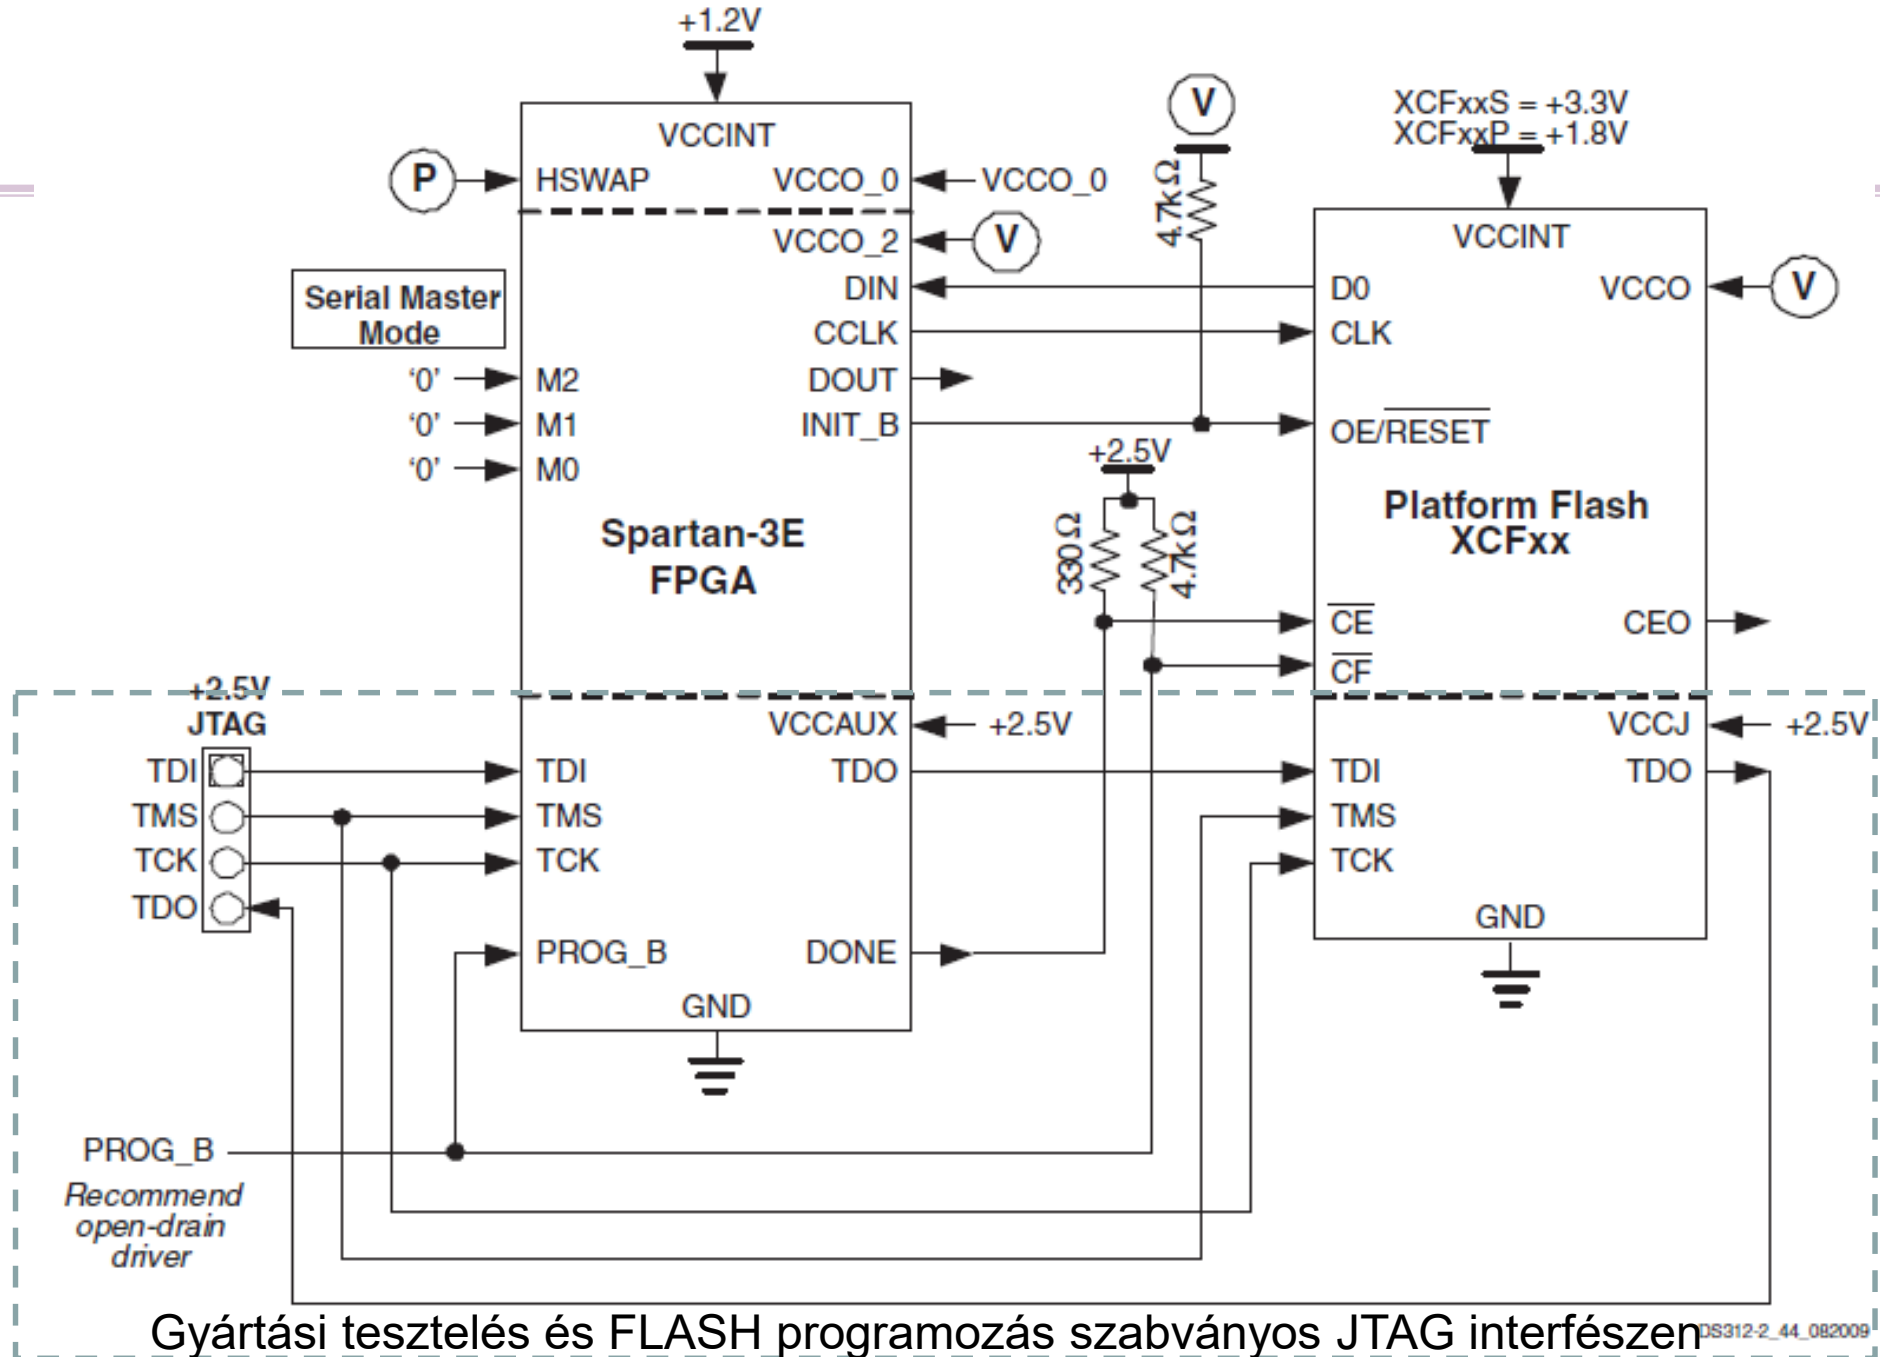 +1.2V
V
XCFxxS = +3.3V
XCFxxP = +1.8V
VCCINT
P
HSWAP
VCCO_0
VCCO_0
4.7kΩ
VCCO_2
V
VCCINT
Serial Master
Mode
DIN
D0
VCCO
V
CCLK
CLK
‘0’
M2
DOUT
‘0’
M1
INIT_B
OE/RESET
‘0’
M0
+2.5V
Spartan-3E
FPGA
330Ω
4.7kΩ
Platform Flash
XCFxx
CE
CEO
CF
+2.5V
JTAG
VCCAUX
+2.5V
VCCJ
+2.5V
TDI
TDI
TDO
TDI
TDO
TMS
TMS
TMS
TCK
TCK
TCK
TDO
GND
PROG_B
DONE
GND
PROG_B
Recommend
open-drain
driver
Gyártási tesztelés és FLASH programozás szabványos JTAG interfészen
DS312-2_44_082009